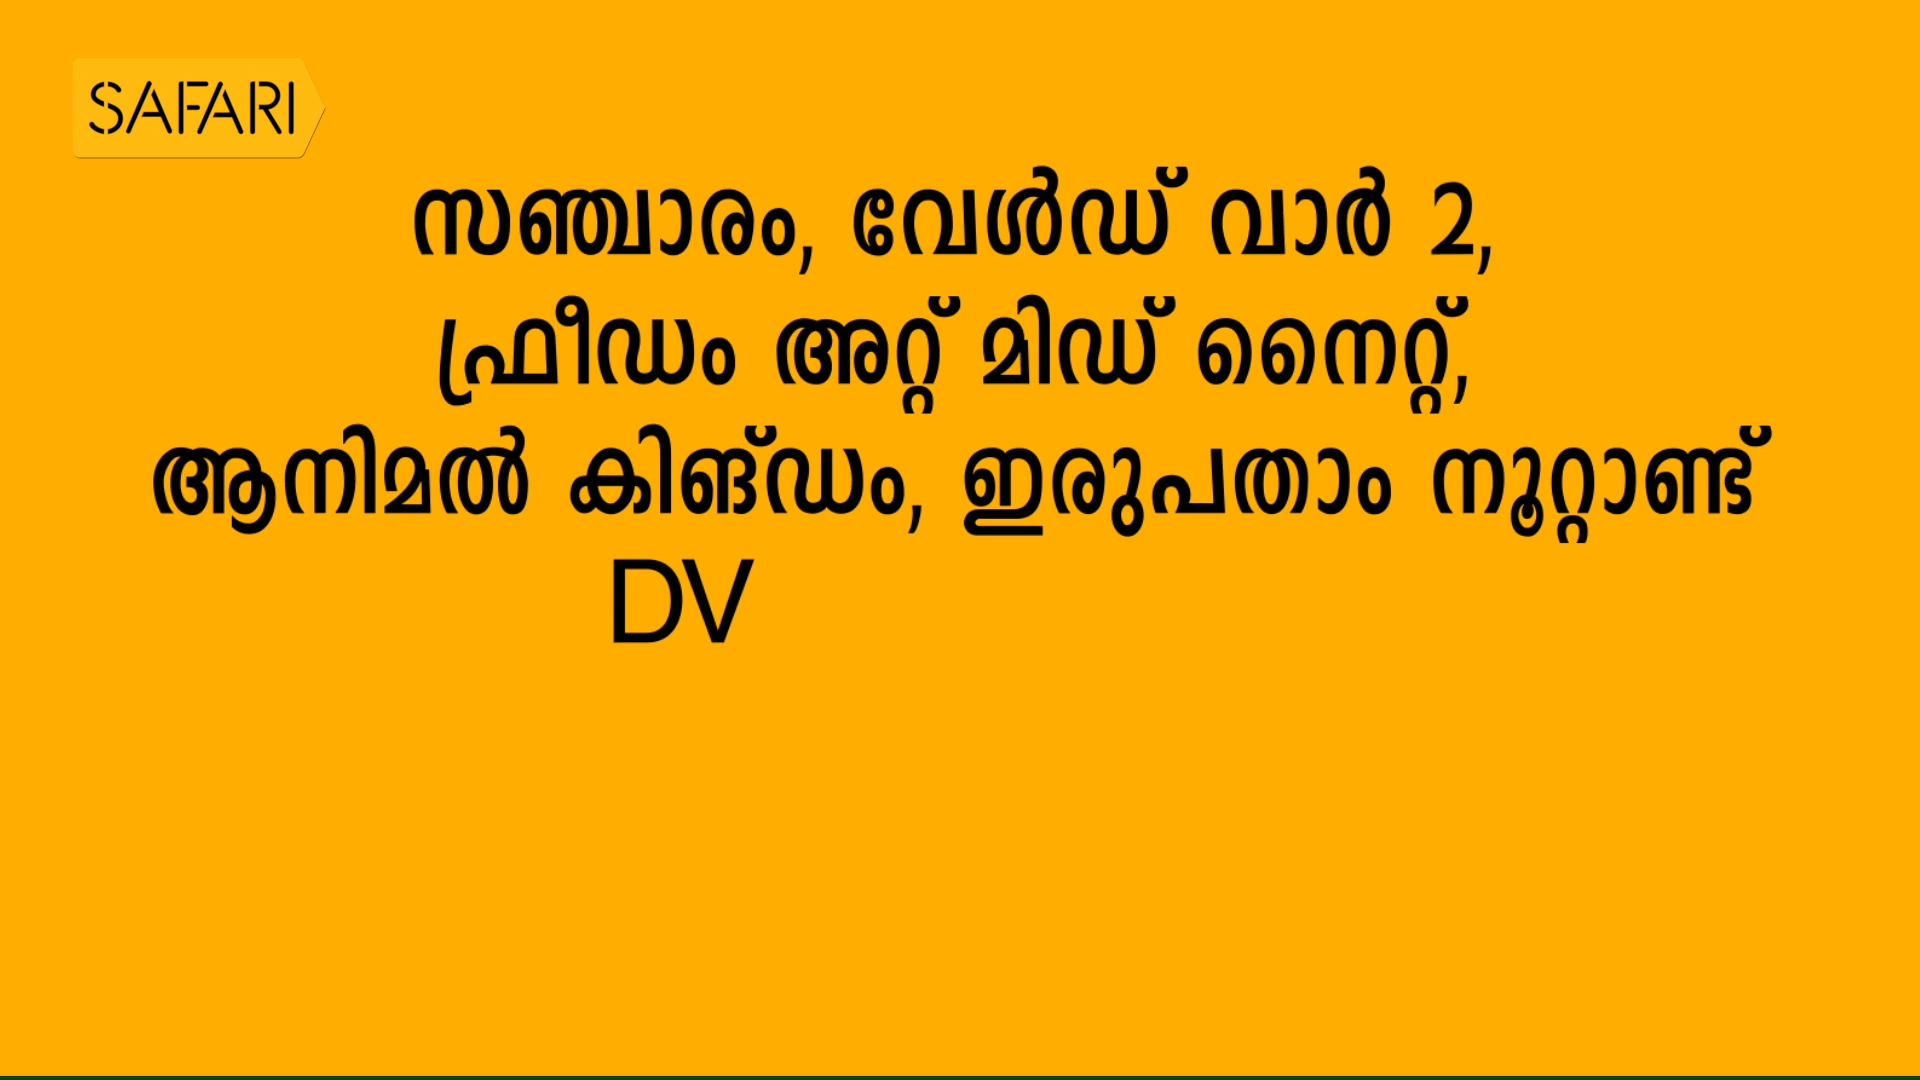 SAFARI
സഞ്ചാരം, വേൾഡ് വാർ 2,
ഫ്രീഡം അറ്റ് മിഡ് നൈറ്റ്,
ആനിമൽ കിങ്ഡം, ഇരുപതാം നൂറ്റാണ്ട്
DV